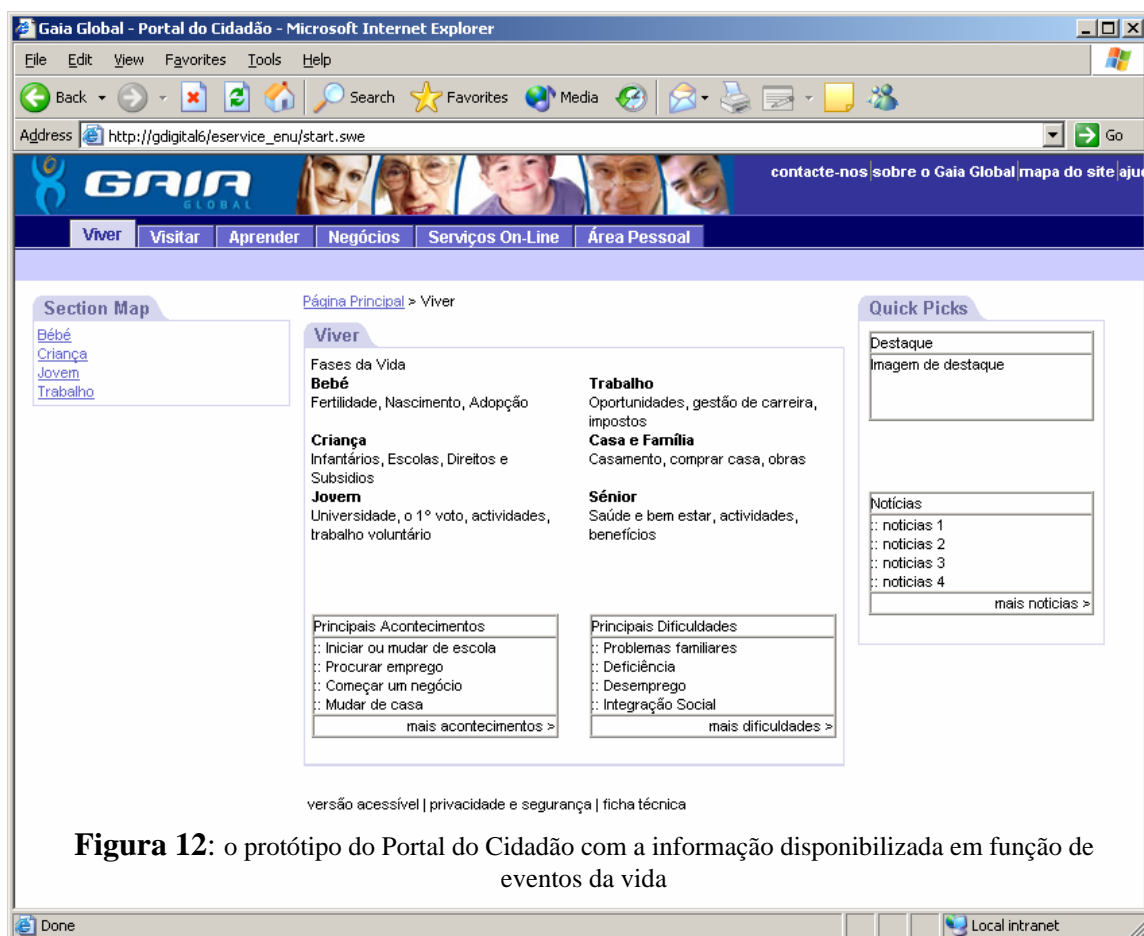 Gaia Global - Portal do Cidadão - Microsoft Internet Explorer
File Edit View Favorites Tools Help
Back Search Favorites Media
Address http://gdigital6/eservice_enu/start.swe Go
GAIA
GLOBAL
contacte-nos|sobre o Gaia Global|mapa do site|ajud
Viver Visitar Aprender Negócios Serviços On-Line Área Pessoal
Section Map
Bébé
Criança
Jovem
Trabalho
Página Principal > Viver
Viver
Fases da Vida
Bebé
Fertilidade, Nascimento, Adopção
Criança
Infantários, Escolas, Direitos e
Subsidios
Jovem
Universidade, o 1º voto, actividades,
trabalho voluntário
Trabalho
Oportunidades, gestão de carreira,
impostos
Casa e Família
Casamento, comprar casa, obras
Sénior
Saúde e bem estar, actividades,
benefícios
Principais Acontecimentos
:: Iniciar ou mudar de escola
:: Procurar emprego
:: Começar um negócio
:: Mudar de casa
mais acontecimentos >
Principais Dificuldades
:: Problemas familiares
:: Deficiência
:: Desemprego
:: Integração Social
mais dificuldades >
Quick Picks
Destaque
Imagem de destaque
Notícias
:: noticias 1
:: noticias 2
:: noticias 3
:: noticias 4
mais noticias >
versão acessível | privacidade e segurança | ficha técnica
Figura 12: o protótipo do Portal do Cidadão com a informação disponibilizada em função de
eventos da vida
Done Local intranet